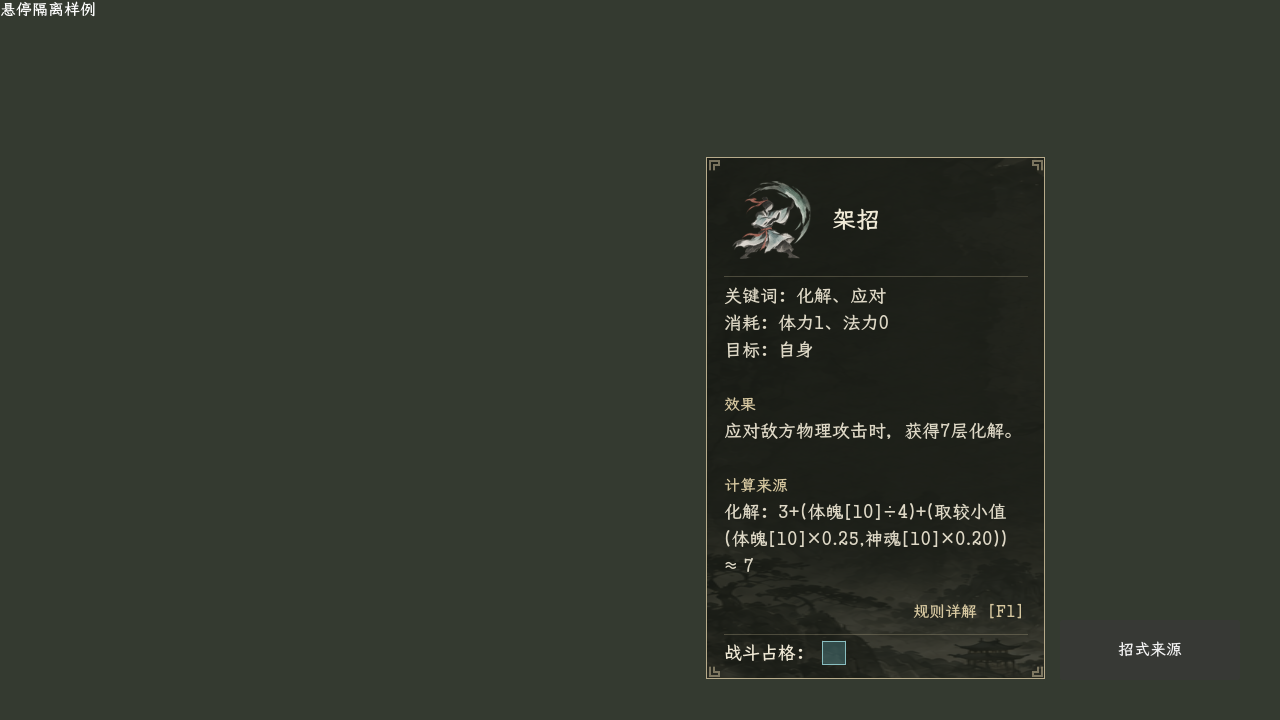 悬停隔离样例
架招
关键词：化解、应对
消耗：体力1、法力0
目标：自身
效果
应对敌方物理攻击时，获得7层化解。
计算来源
化解：3+(体魄[10]÷4)+(取较小值
(体魄[10]×0.25,神魂[10]×0.20))
≈ 7
规则详解 [F1]
战斗占格：
招式来源